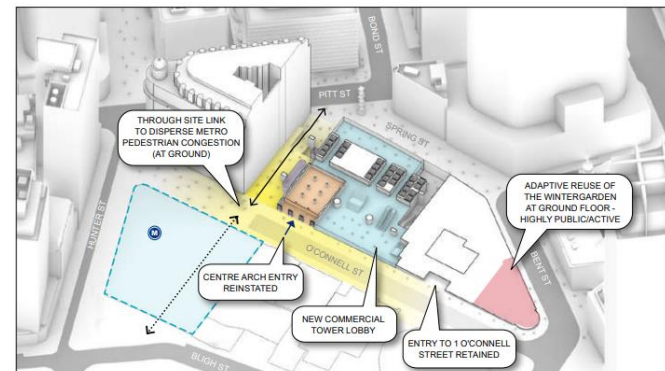 BOND ST
PITT ST
SPRING ST
THROUGH SITE LINK
TO DISPERSE METRO
PEDESTRIAN CONGESTION
(AT GROUND)
ADAPTIVE REUSE OF
THE WINTERGARDEN
AT GROUND FLOOR -
HIGHLY PUBLIC/ACTIVE
HUNTER ST
M
O'CONNELL ST
BENT ST
CENTRE ARCH ENTRY
REINSTATED
NEW COMMERCIAL
TOWER LOBBY
ENTRY TO 1 O'CONNELL
STREET RETAINED
BLIGH ST